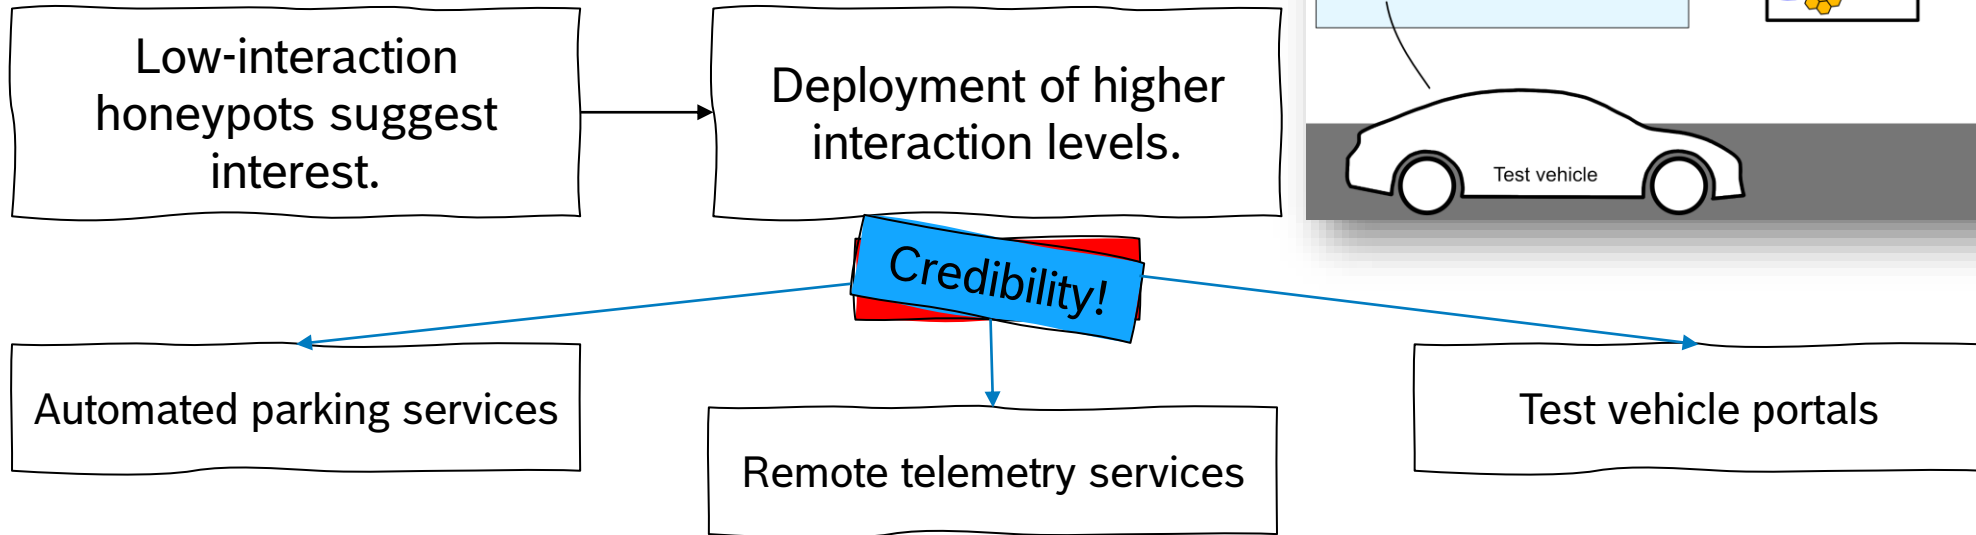 Low-interaction
honeypots suggest
interest.
Deployment of higher
interaction levels.
Test vehicle
Credibility!
Automated parking services
Remote telemetry services
Test vehicle portals